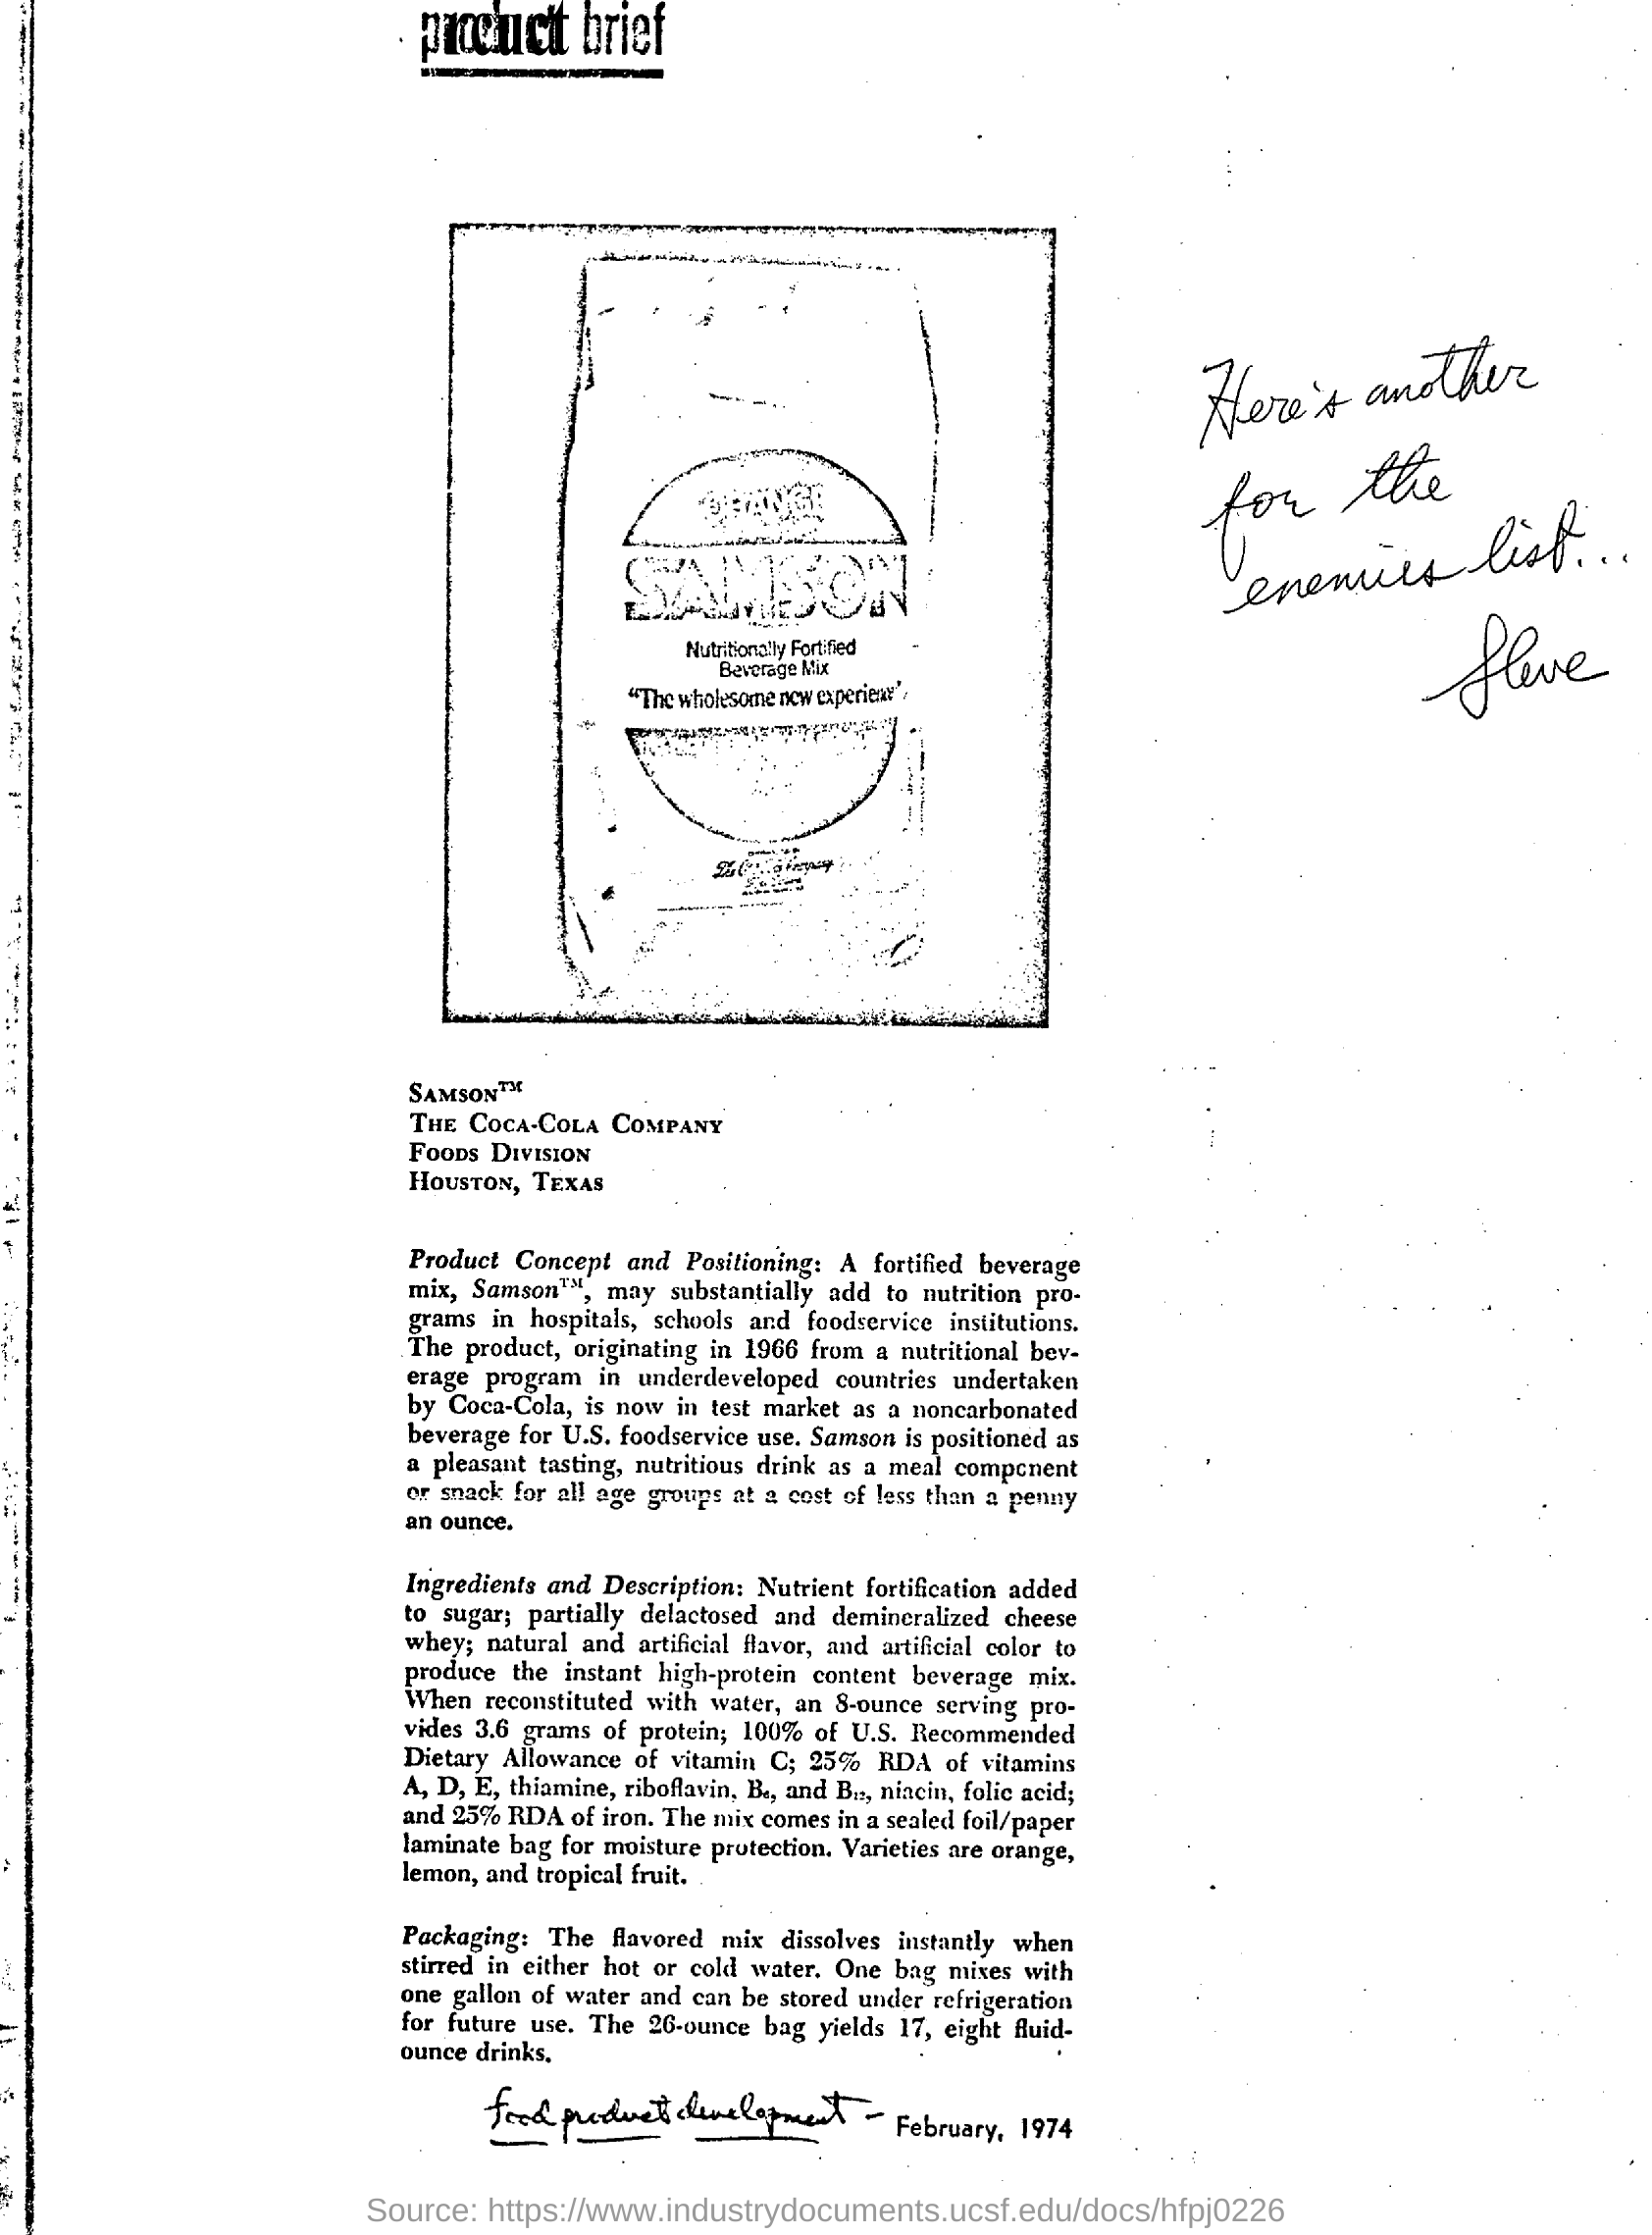 product brief
Here's another
for the
enemies list...
Steve
ORANGE
SAMSON
Nutritionally Fortified
Beverage Mix
"The wholesome new experience"
SAMSON™
THE COCA-COLA COMPANY
FOODS DIVISION
HOUSTON, TEXAS
Product Concept and Positioning: A fortified beverage
mix, Samson™, may substantially add to nutrition pro-
grams in hospitals, schools and foodservice institutions.
The product, originating in 1966 from a nutritional bev-
erage program in underdeveloped countries undertaken
by Coca-Cola, is now in test market as a noncarbonated
beverage for U.S. foodservice use. Samson is positioned as
a pleasant tasting, nutritious drink as a meal component
or snack for all age groups at a cost of less than a penny
an ounce.
Ingredients and Description: Nutrient fortification added
to sugar; partially delactosed and demineralized cheese
whey; natural and artificial flavor, and artificial color to
produce the instant high-protein content beverage mix.
When reconstituted with water, an 8-ounce serving pro-
vides 3.6 grams of protein; 100% of U.S. Recommended
Dietary Allowance of vitamin C; 25% RDA of vitamins
A, D, E, thiamine, riboflavin, B₆, and B₁₂, niacin, folic acid;
and 25% RDA of iron. The mix comes in a sealed foil/paper
laminate bag for moisture protection. Varieties are orange,
lemon, and tropical fruit.
Packaging: The flavored mix dissolves instantly when
stirred in either hot or cold water. One bag mixes with
one gallon of water and can be stored under refrigeration
for future use. The 26-ounce bag yields 17, eight fluid-
ounce drinks.
food product development – February, 1974
Source: https://www.industrydocuments.ucsf.edu/docs/hfpj0226